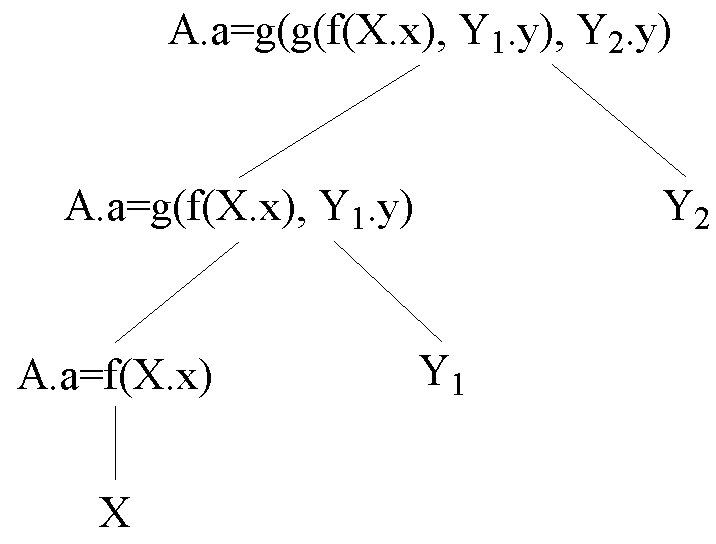 A.a=g(g(f(X.x), Y₁.y), Y₂.y)
A.a=g(f(X.x), Y₁.y)
Y₂
A.a=f(X.x)
Y₁
X